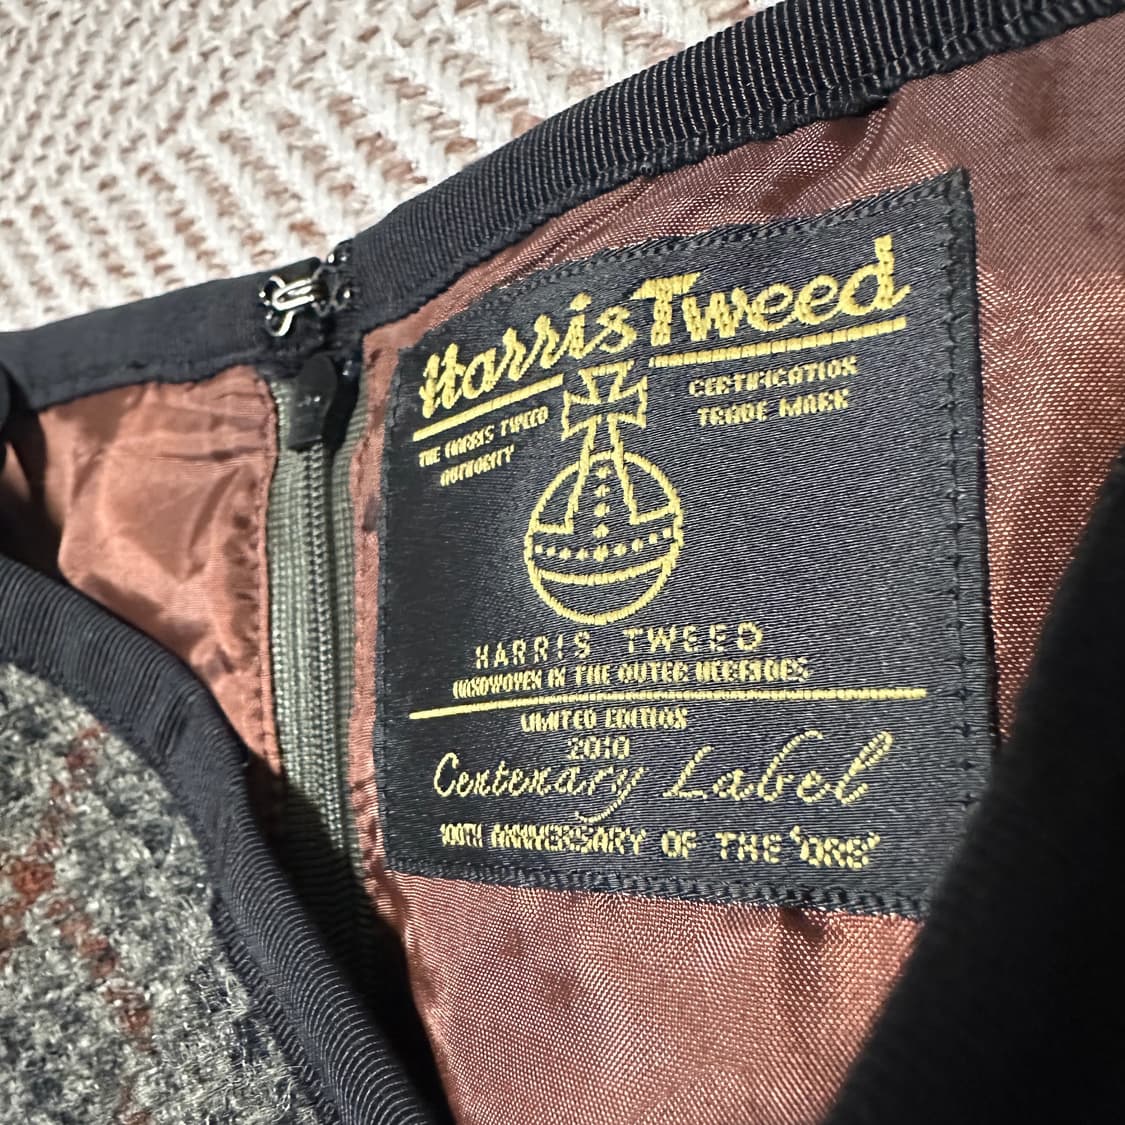 Harris Tweed
THE HARRIS TWEED
AUTHORITY
CERTIFICATION
TRADE MARK
HARRIS TWEED
HANDWOVEN IN THE OUTER HEBRIDES
LIMITED EDITION
2010
Centenary Label
100TH ANNIVERSARY OF THE 'ORB'